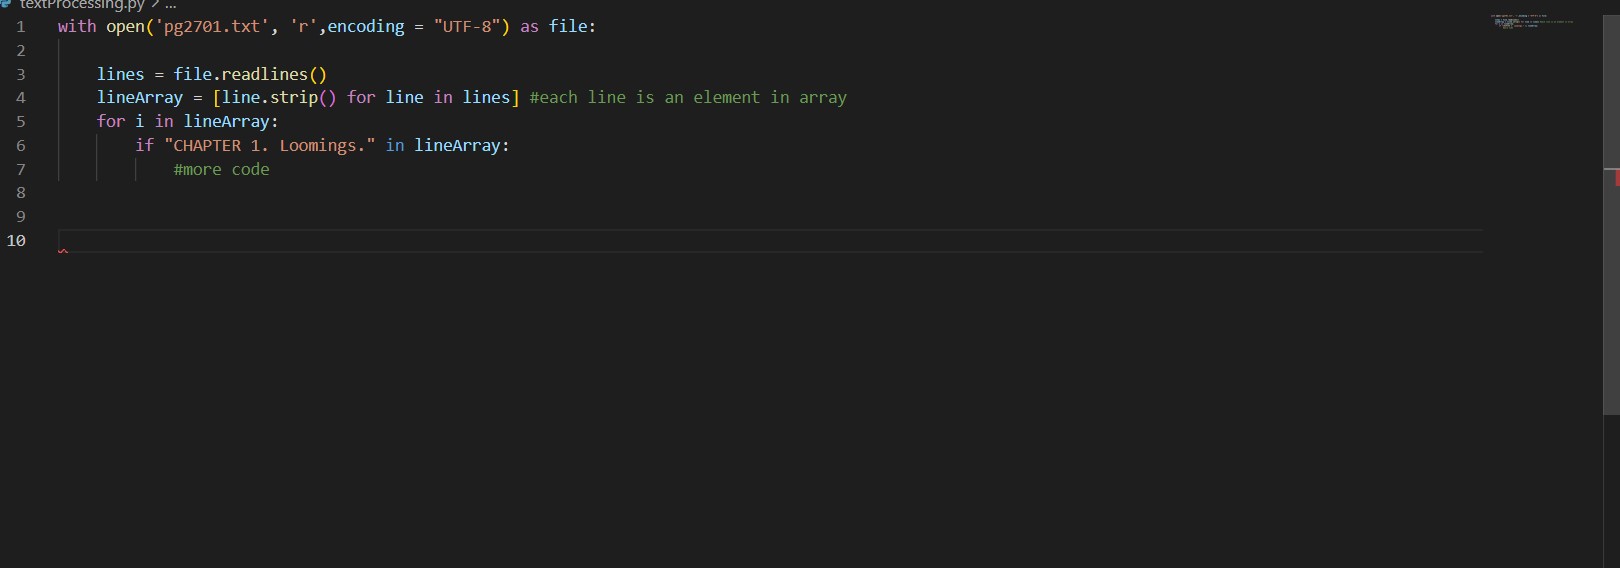 textProcessing.py > ...
1 with open('pg2701.txt', 'r',encoding = "UTF-8") as file:
2
3 lines = file.readlines()
4 lineArray = [line.strip() for line in lines] #each line is an element in array
5 for i in lineArray:
6 if "CHAPTER 1. Loomings." in lineArray:
7 #more code
8
9
10